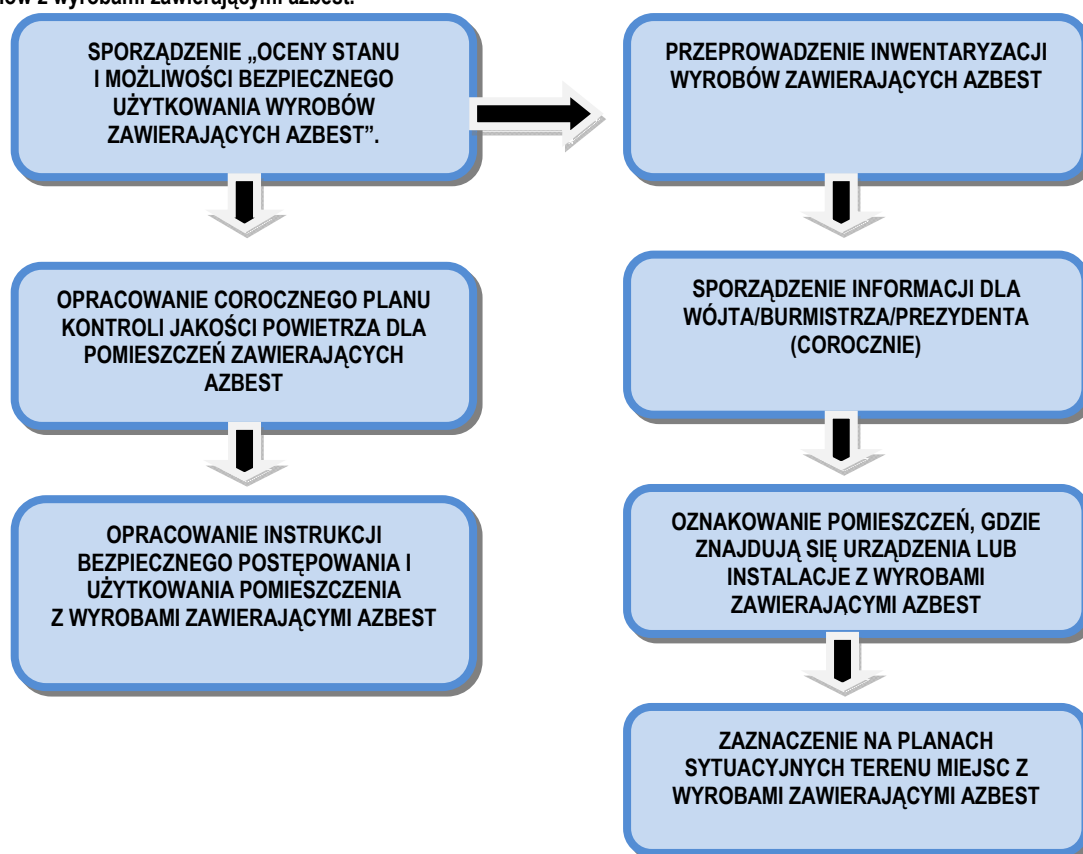 z wyrobami zawierającymi azbest.
SPORZĄDZENIE „OCENY STANU
I MOŻLIWOŚCI BEZPIECZNEGO
UŻYTKOWANIA WYROBÓW
ZAWIERAJĄCYCH AZBEST”.
PRZEPROWADZENIE INWENTARYZACJI
WYROBÓW ZAWIERAJĄCYCH AZBEST
OPRACOWANIE COROCZNEGO PLANU
KONTROLI JAKOŚCI POWIETRZA DLA
POMIESZCZEŃ ZAWIERAJĄCYCH
AZBEST
SPORZĄDZENIE INFORMACJI DLA
WÓJTA/BURMISTRZA/PREZYDENTA
(COROCZNIE)
OPRACOWANIE INSTRUKCJI
BEZPIECZNEGO POSTĘPOWANIA I
UŻYTKOWANIA POMIESZCZENIA
Z WYROBAMI ZAWIERAJĄCYMI AZBEST
OZNAKOWANIE POMIESZCZEŃ, GDZIE
ZNAJDUJĄ SIĘ URZĄDZENIA LUB
INSTALACJE Z WYROBAMI
ZAWIERAJĄCYMI AZBEST
ZAZNACZENIE NA PLANACH
SYTUACYJNYCH TERENU MIEJSC Z
WYROBAMI ZAWIERAJĄCYMI AZBEST